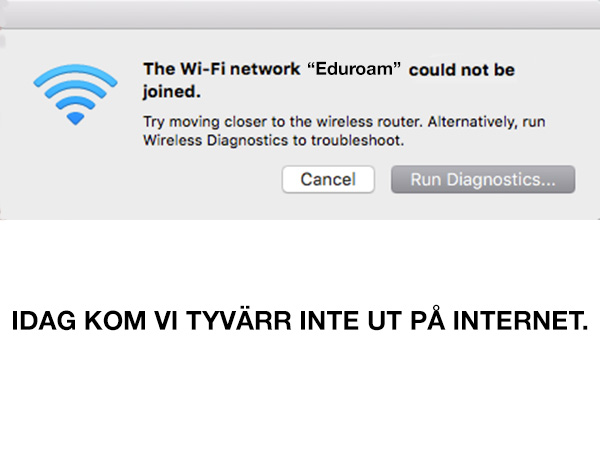 The Wi-Fi network “Eduroam” could not be
joined.
Try moving closer to the wireless router. Alternatively, run
Wireless Diagnostics to troubleshoot.
Cancel
Run Diagnostics...
IDAG KOM VI TYVÄRR INTE UT PÅ INTERNET.